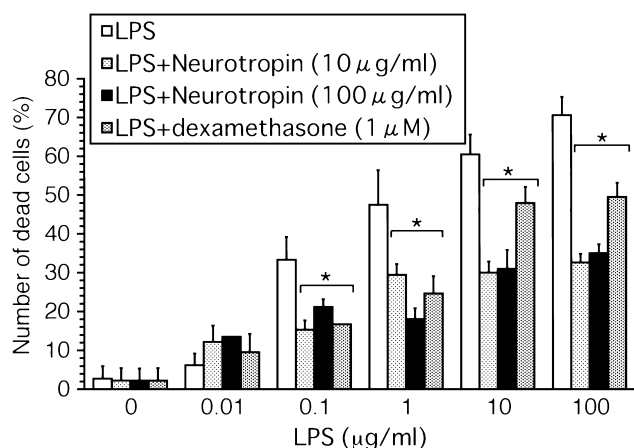 LPS
LPS+Neurotropin (10 μg/ml)
LPS+Neurotropin (100 μg/ml)
LPS+dexamethasone (1 μM)
Number of dead cells (%)
80
70
60
50
40
30
20
10
0
*
*
*
*
0 0.01 0.1 1 10 100
LPS (μg/ml)